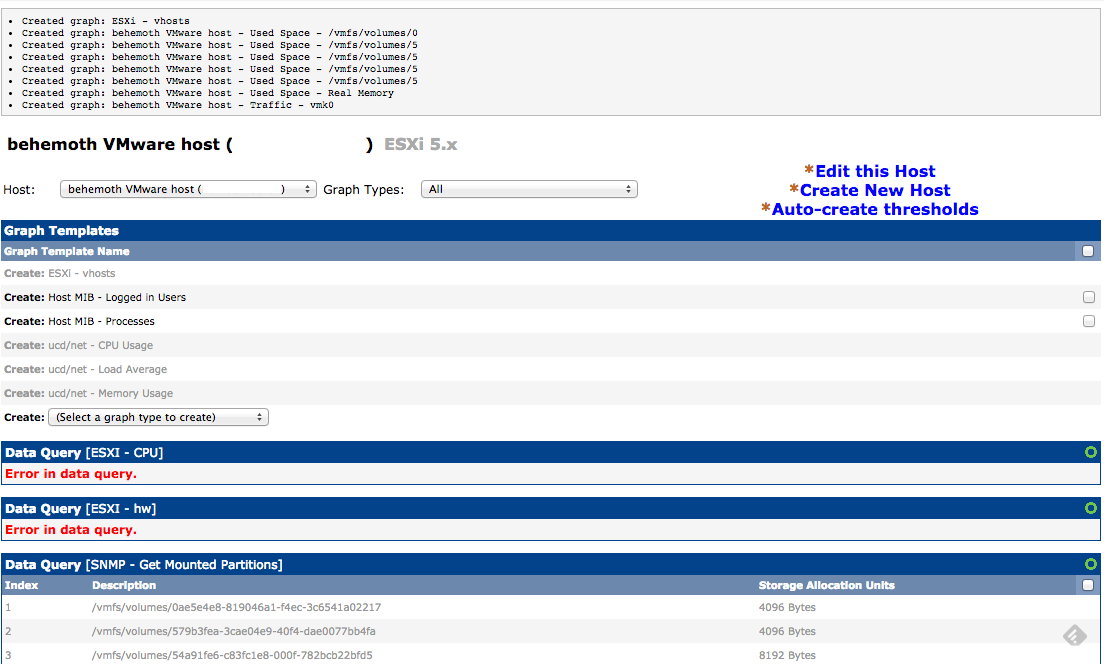 Created graph: ESXi - vhosts
Created graph: behemoth VMware host - Used Space - /vmfs/volumes/0
Created graph: behemoth VMware host - Used Space - /vmfs/volumes/5
Created graph: behemoth VMware host - Used Space - /vmfs/volumes/5
Created graph: behemoth VMware host - Used Space - /vmfs/volumes/5
Created graph: behemoth VMware host - Used Space - /vmfs/volumes/5
Created graph: behemoth VMware host - Used Space - Real Memory
Created graph: behemoth VMware host - Traffic - vmk0
behemoth VMware host ( ) ESXi 5.x
Host: behemoth VMware host ( ) Graph Types: All
*Edit this Host
*Create New Host
*Auto-create thresholds
Graph Templates
Graph Template Name
Create: ESXi - vhosts
Create: Host MIB - Logged in Users
Create: Host MIB - Processes
Create: ucd/net - CPU Usage
Create: ucd/net - Load Average
Create: ucd/net - Memory Usage
Create: (Select a graph type to create)
Data Query [ESXI - CPU]
Error in data query.
Data Query [ESXI - hw]
Error in data query.
Data Query [SNMP - Get Mounted Partitions]
Index Description Storage Allocation Units
1 /vmfs/volumes/0ae5e4e8-819046a1-f4ec-3c6541a02217 4096 Bytes
2 /vmfs/volumes/579b3fea-3cae04e9-40f4-dae0077bb4fa 4096 Bytes
3 /vmfs/volumes/54a91fe6-c83fc1e8-000f-782bcb22bfd5 8192 Bytes